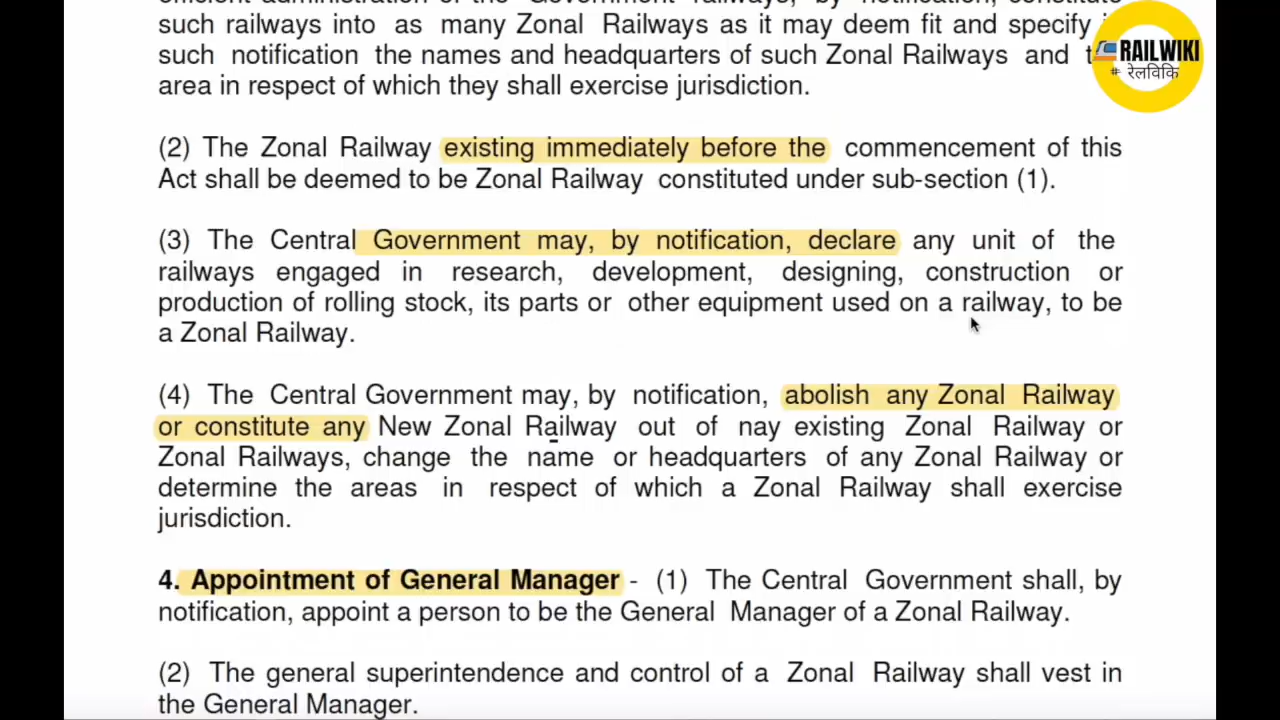 efficient administration of the Government railways, by notification, constitute
such railways into as many Zonal Railways as it may deem fit and specify
such notification the names and headquarters of such Zonal Railways and
area in respect of which they shall exercise jurisdiction.
RAILWIKI
# रेलविकि
(2) The Zonal Railway existing immediately before the commencement of this
Act shall be deemed to be Zonal Railway constituted under sub-section (1).
(3) The Central Government may, by notification, declare any unit of the
railways engaged in research, development, designing, construction or
production of rolling stock, its parts or other equipment used on a railway, to be
a Zonal Railway.
(4) The Central Government may, by notification, abolish any Zonal Railway
or constitute any New Zonal Railway out of nay existing Zonal Railway or
Zonal Railways, change the name or headquarters of any Zonal Railway or
determine the areas in respect of which a Zonal Railway shall exercise
jurisdiction.
4. Appointment of General Manager - (1) The Central Government shall, by
notification, appoint a person to be the General Manager of a Zonal Railway.
(2) The general superintendence and control of a Zonal Railway shall vest in
the General Manager.